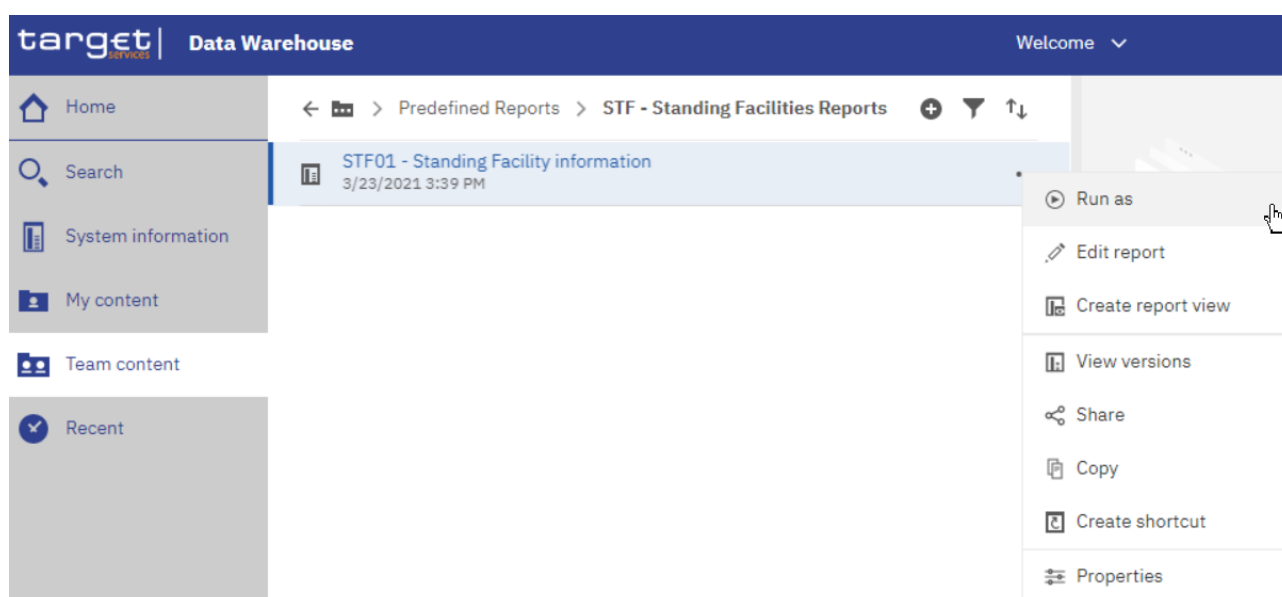 target services | Data Warehouse
Welcome
Home
Predefined Reports > STF - Standing Facilities Reports
Search
STF01 - Standing Facility information
3/23/2021 3:39 PM
System information
My content
Team content
Recent
Run as
Edit report
Create report view
View versions
Share
Copy
Create shortcut
Properties